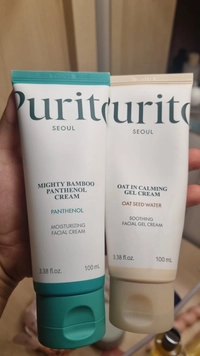 Purito
SEOUL
MIGHTY BAMBOO
PANTHENOL
CREAM
PANTHENOL
MOISTURIZING
FACIAL CREAM
3.38 fl.oz. 100 mL
Purito
SEOUL
OAT IN CALMING
GEL CREAM
OAT SEED WATER
SOOTHING
FACIAL GEL CREAM
3.38 fl.oz. 100 mL